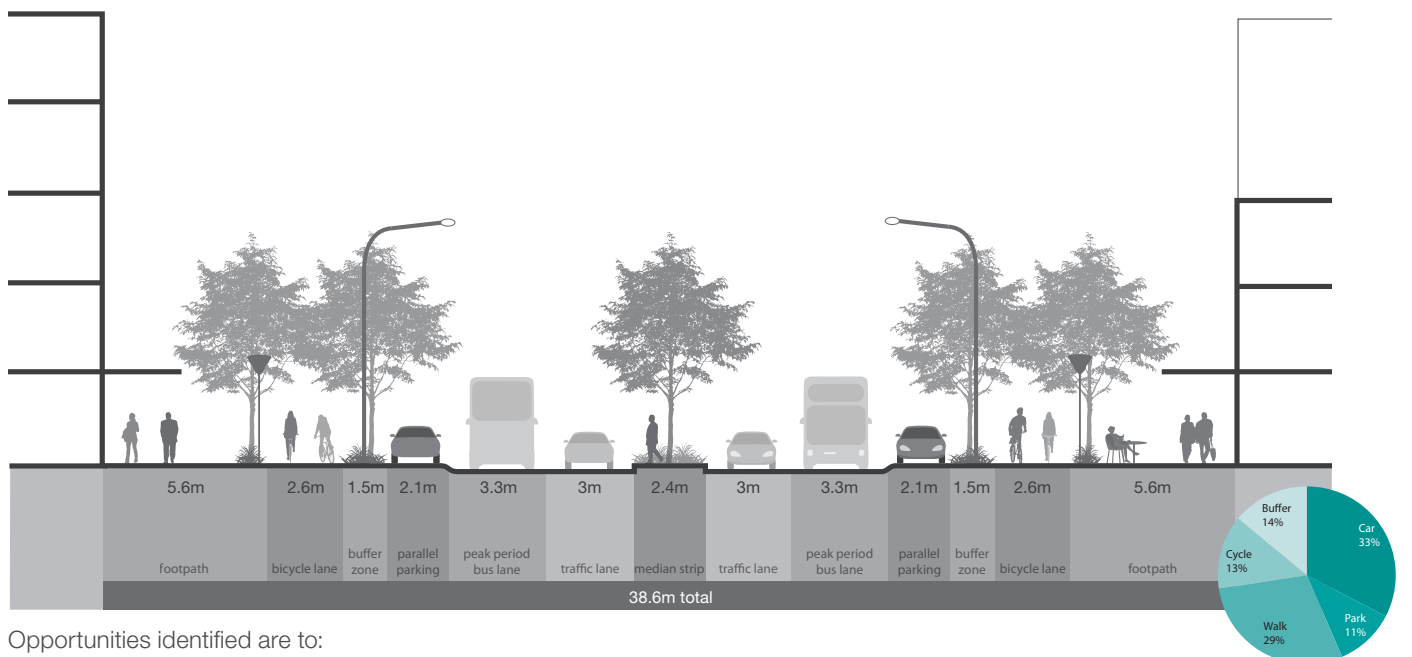 5.6m 2.6m 1.5m 2.1m 3.3m 3m 2.4m 3m 3.3m 2.1m 1.5m 2.6m 5.6m
footpath
bicycle lane
buffer
zone
parallel
parking
peak period
bus lane
traffic lane
median strip
traffic lane
peak period
bus lane
parallel
parking
buffer
zone
bicycle lane
footpath
38.6m total
Buffer
14%
Car
33%
Cycle
13%
Park
11%
Walk
29%
Opportunities identified are to: